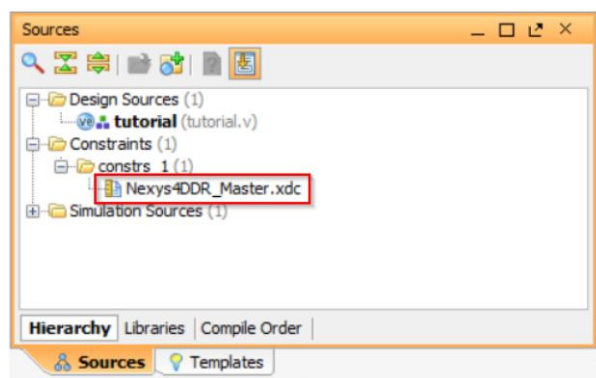 Sources
Design Sources (1)
tutorial (tutorial.v)
Constraints (1)
constrs_1 (1)
Nexys4DDR_Master.xdc
Simulation Sources (1)
Hierarchy Libraries Compile Order
Sources Templates